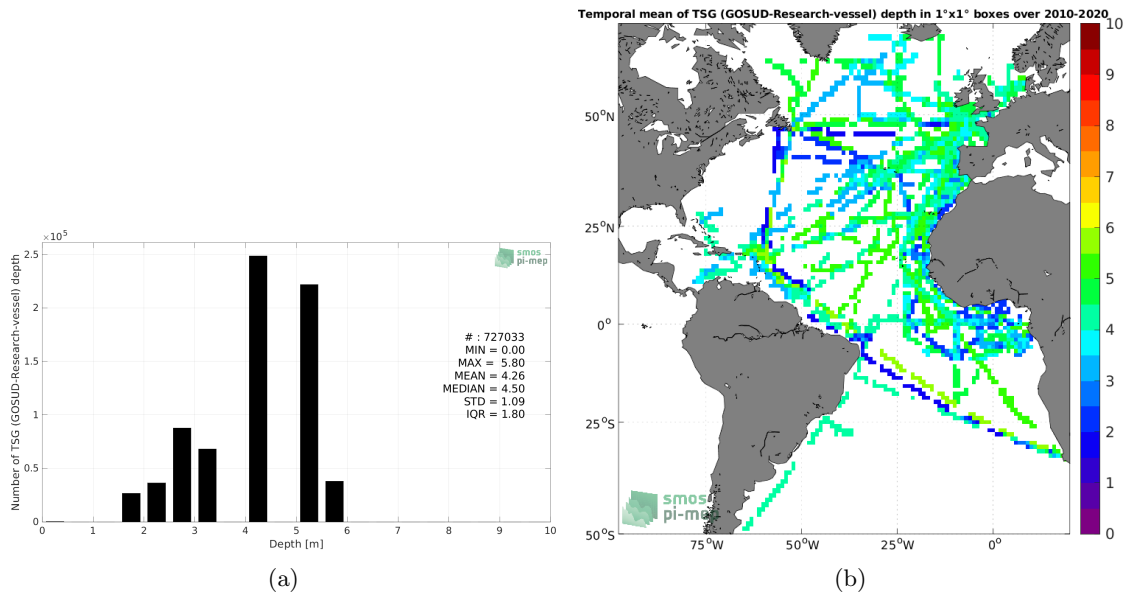 ×10⁵
2.5
2
1.5
1
0.5
0
Number of TSG (GOSUD-Research-vessel) depth
smos
pi-mep
# : 727033
MIN = 0.00
MAX = 5.80
MEAN = 4.26
MEDIAN = 4.50
STD = 1.09
IQR = 1.80
0 1 2 3 4 5 6 7 8 9 10
Depth [m]
(a)
Temporal mean of TSG (GOSUD-Research-vessel) depth in 1°x1° boxes over 2010-2020
50°N
25°N
0°
25°S
50°S
75°W 50°W 25°W 0°
smos
pi-mep
10
9
8
7
6
5
4
3
2
1
0
(b)